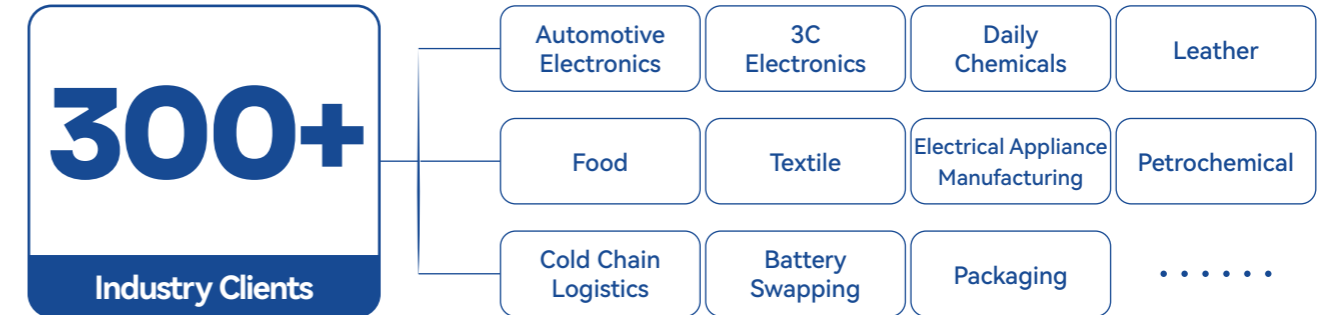 300+
Industry Clients
Automotive
Electronics
3C
Electronics
Daily
Chemicals
Leather
Food
Textile
Electrical Appliance
Manufacturing
Petrochemical
Cold Chain
Logistics
Battery
Swapping
Packaging
......